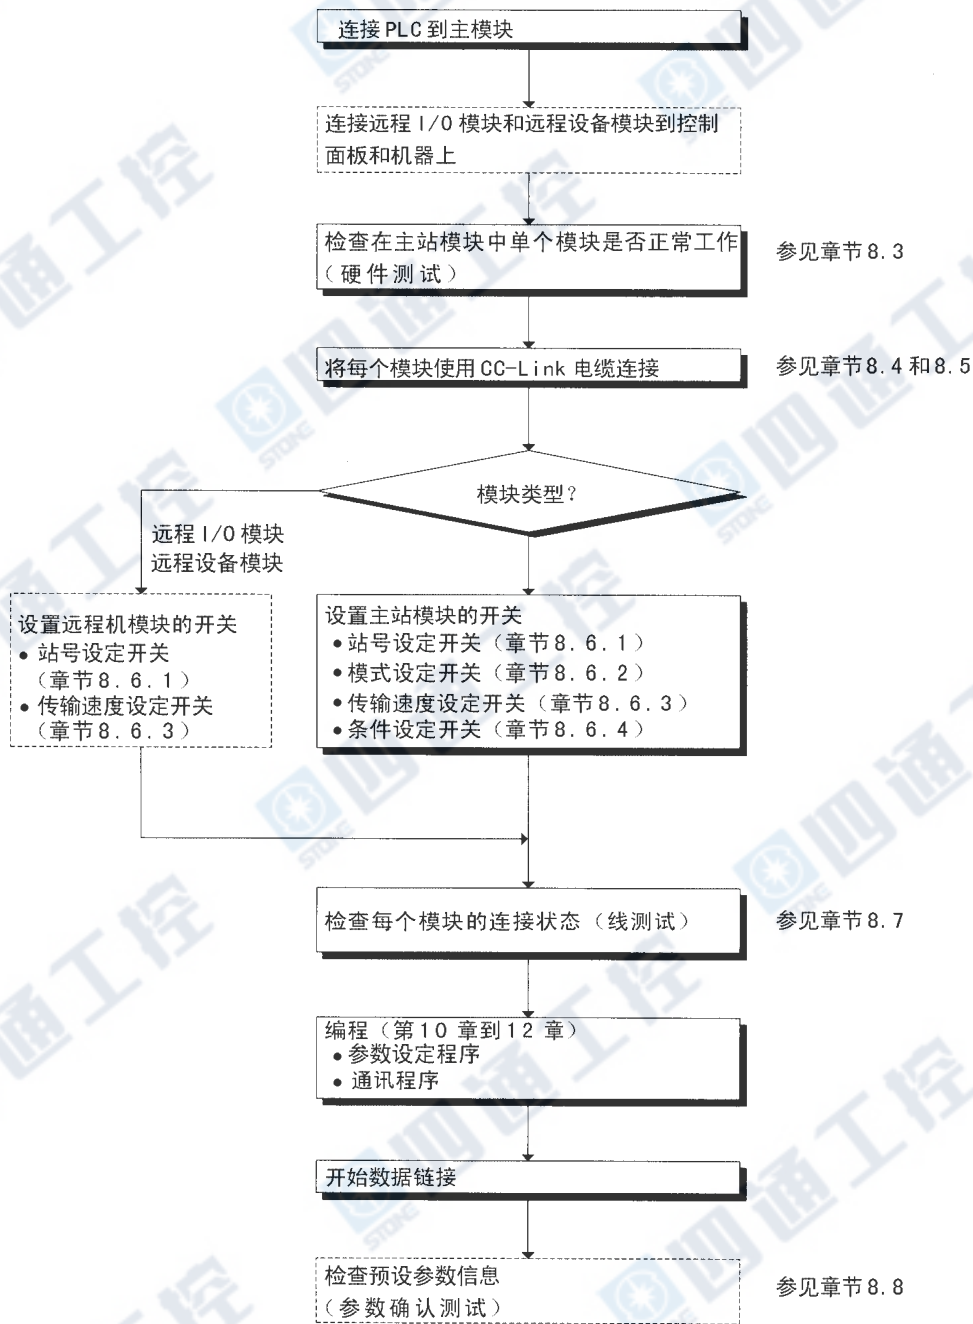 连接PLC到主模块
连接远程I/O模块和远程设备模块到控制
面板和机器上
检查在主站模块中单个模块是否正常工作
（硬件测试）
参见章节8.3
将每个模块使用CC-Link电缆连接
参见章节8.4和8.5
模块类型？
远程I/O模块
远程设备模块
设置远程机模块的开关
●站号设定开关
（章节8.6.1）
●传输速度设定开关
（章节8.6.3）
设置主站模块的开关
●站号设定开关（章节8.6.1）
●模式设定开关（章节8.6.2）
●传输速度设定开关（章节8.6.3）
●条件设定开关（章节8.6.4）
检查每个模块的连接状态（线测试）
参见章节8.7
编程（第10章到12章）
●参数设定程序
●通讯程序
开始数据链接
检查预设参数信息
（参数确认测试）
参见章节8.8
四通工控
STONE